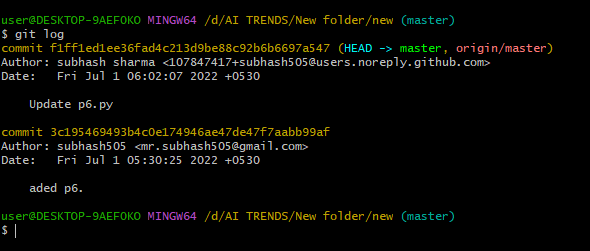 user@DESKTOP-9AEFOKO MINGW64 /d/AI TRENDS/New folder/new (master)
$ git log
commit f1ff1ed1ee36fad4c213d9be88c92b6b6697a547 (HEAD -> master, origin/master)
Author: subhash sharma <107847417+subhash505@users.noreply.github.com>
Date:   Fri Jul 1 06:02:07 2022 +0530

    Update p6.py

commit 3c195469493b4c0e174946ae47de47f7aabb99af
Author: subhash505 <mr.subhash505@gmail.com>
Date:   Fri Jul 1 05:30:25 2022 +0530

    aded p6.

user@DESKTOP-9AEFOKO MINGW64 /d/AI TRENDS/New folder/new (master)
$